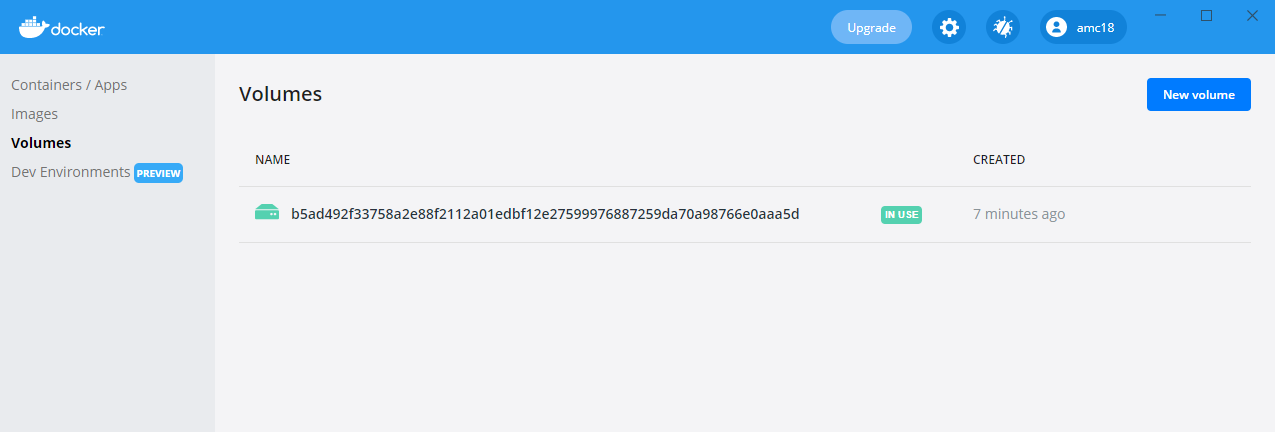 docker
Upgrade
amc18
Containers / Apps
Images
Volumes
Dev Environments PREVIEW
Volumes
New volume
NAME CREATED
b5ad492f33758a2e88f2112a01edbf12e27599976887259da70a98766e0aaa5d IN USE 7 minutes ago